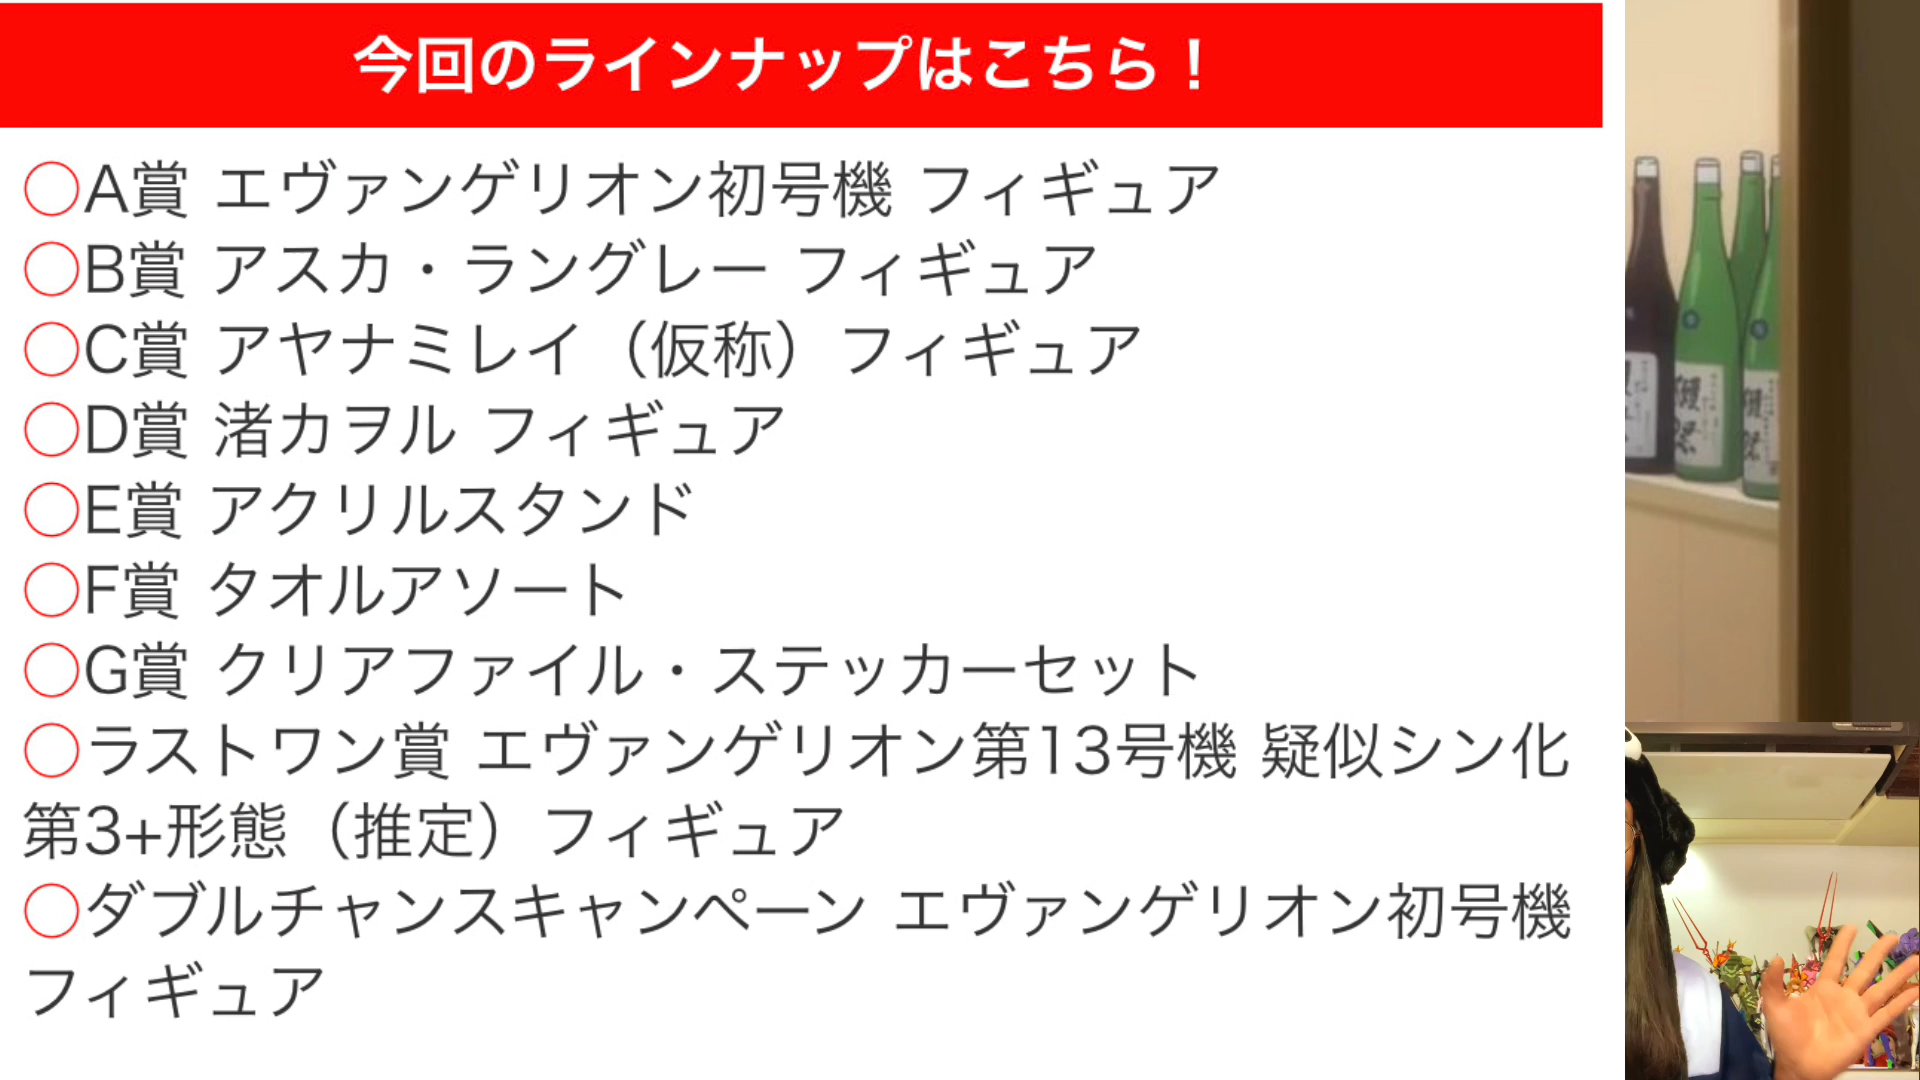 今回のラインナップはこちら！
◯A賞 エヴァンゲリオン初号機 フィギュア
◯B賞 アスカ・ラングレー フィギュア
◯C賞 アヤナミレイ（仮称）フィギュア
◯D賞 渚カヲル フィギュア
◯E賞 アクリルスタンド
◯F賞 タオルアソート
◯G賞 クリアファイル・ステッカーセット
◯ラストワン賞 エヴァンゲリオン第13号機 疑似シン化
第3+形態（推定）フィギュア
◯ダブルチャンスキャンペーン エヴァンゲリオン初号機
フィギュア
獺祭